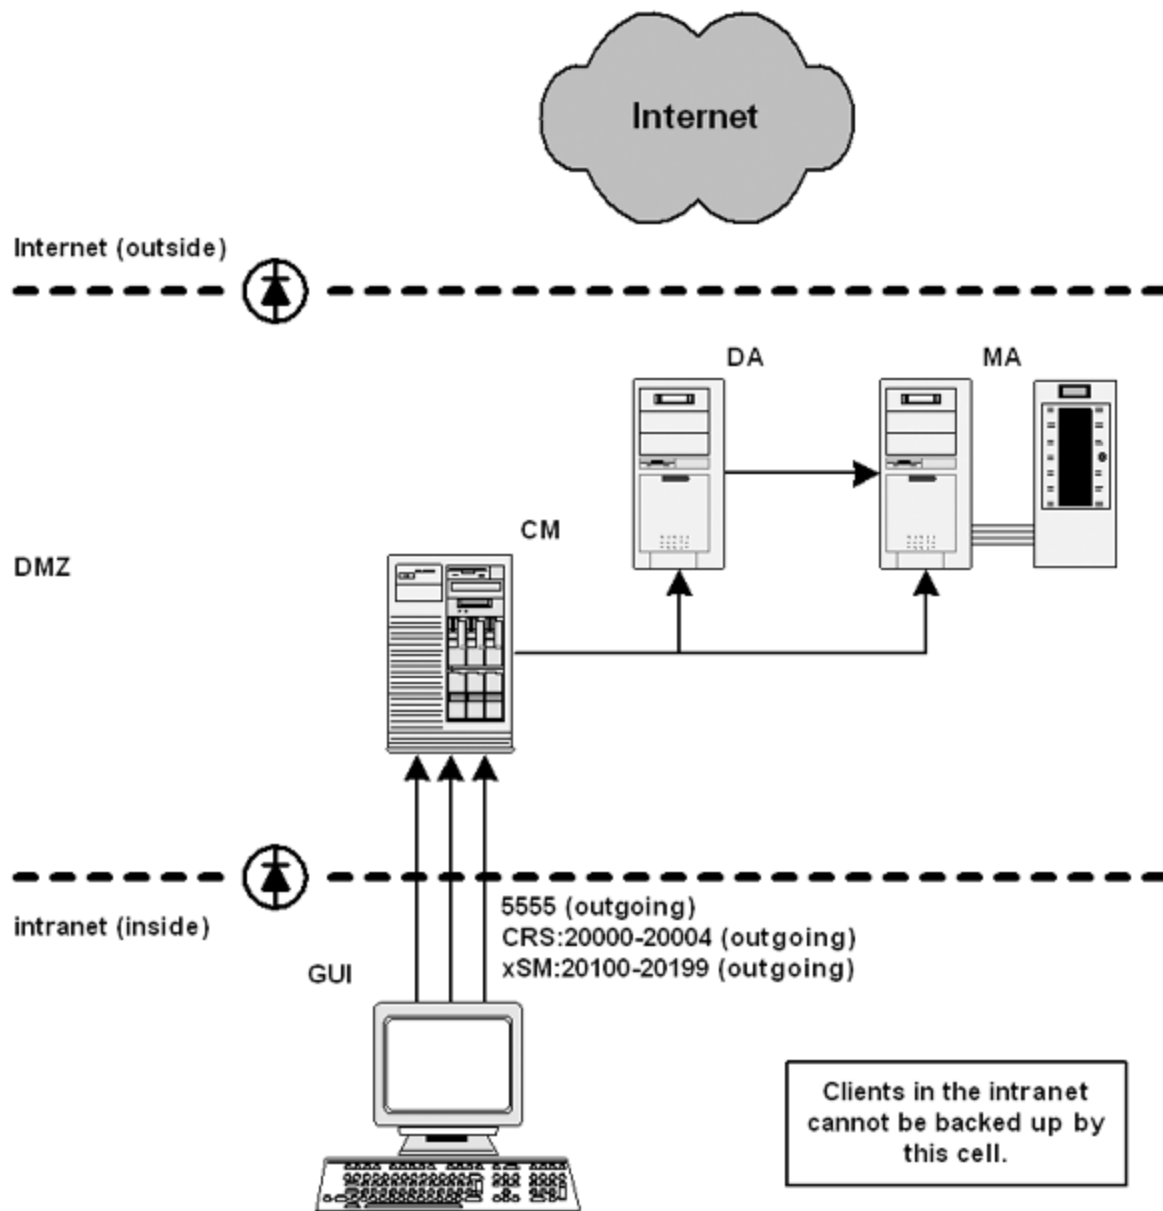 Internet
Internet (outside)
DA
MA
CM
DMZ
5555 (outgoing)
intranet (inside)
CRS:20000-20004 (outgoing)
xSM:20100-20199 (outgoing)
GUI
Clients in the intranet
cannot be backed up by
this cell.